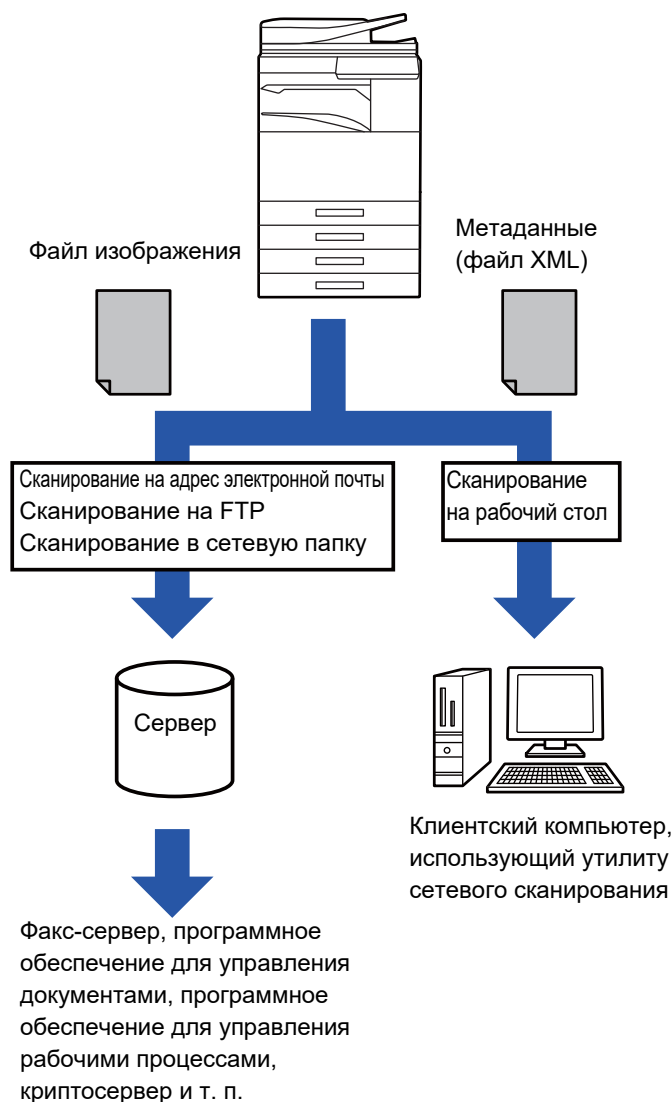 Файл изображения
Метаданные
(файл XML)
Сканирование на адрес электронной почты
Сканирование на FTP
Сканирование в сетевую папку
Сканирование
на рабочий стол
Сервер
Клиентский компьютер,
использующий утилиту
сетевого сканирования
Факс-сервер, программное
обеспечение для управления
документами, программное
обеспечение для управления
рабочими процессами,
криптосервер и т. п.